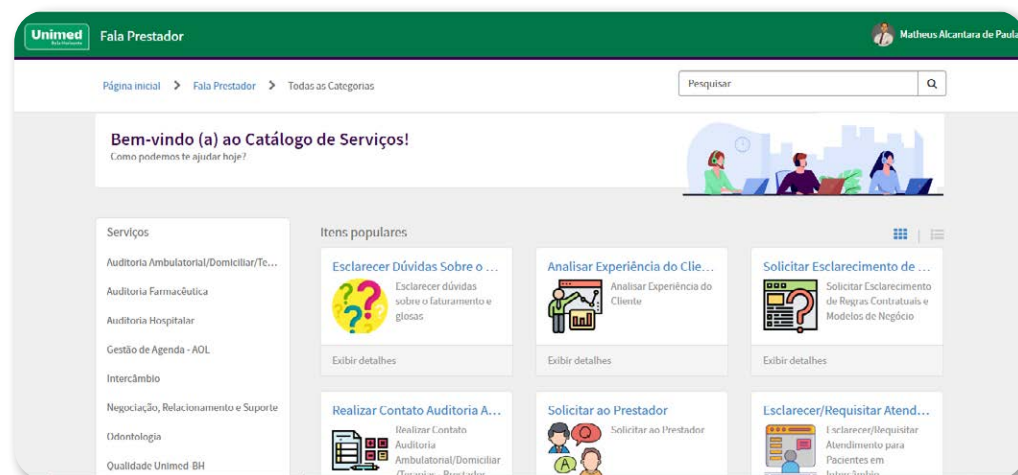 Unimed
Belo Horizonte
Fala Prestador
Matheus Alcantara de Paula
Página inicial > Fala Prestador > Todas as Categorias
Pesquisar
Bem-vindo (a) ao Catálogo de Serviços!
Como podemos te ajudar hoje?
Serviços
Auditoria Ambulatorial/Domiciliar/Te...
Auditoria Farmacêutica
Auditoria Hospitalar
Gestão de Agenda - AOL
Intercâmbio
Negociação, Relacionamento e Suporte
Odontologia
Qualidade Unimed BH
Itens populares
Esclarecer Dúvidas Sobre o ...
Esclarecer dúvidas
sobre o faturamento e
glosas
Exibir detalhes
Analisar Experiência do Clie...
Analisar Experiência do
Cliente
Exibir detalhes
Solicitar Esclarecimento de ...
Solicitar Esclarecimento
de Regras Contratuais e
Modelos de Negócio
Exibir detalhes
Realizar Contato Auditoria A...
Realizar Contato
Auditoria
Ambulatorial/Domiciliar
/Terapias - Prestador
Solicitar ao Prestador
Solicitar ao Prestador
Q
A
Esclarecer/Requisitar Atend...
Esclarecer/Requisitar
Atendimento para
Pacientes em
Intercâmbio